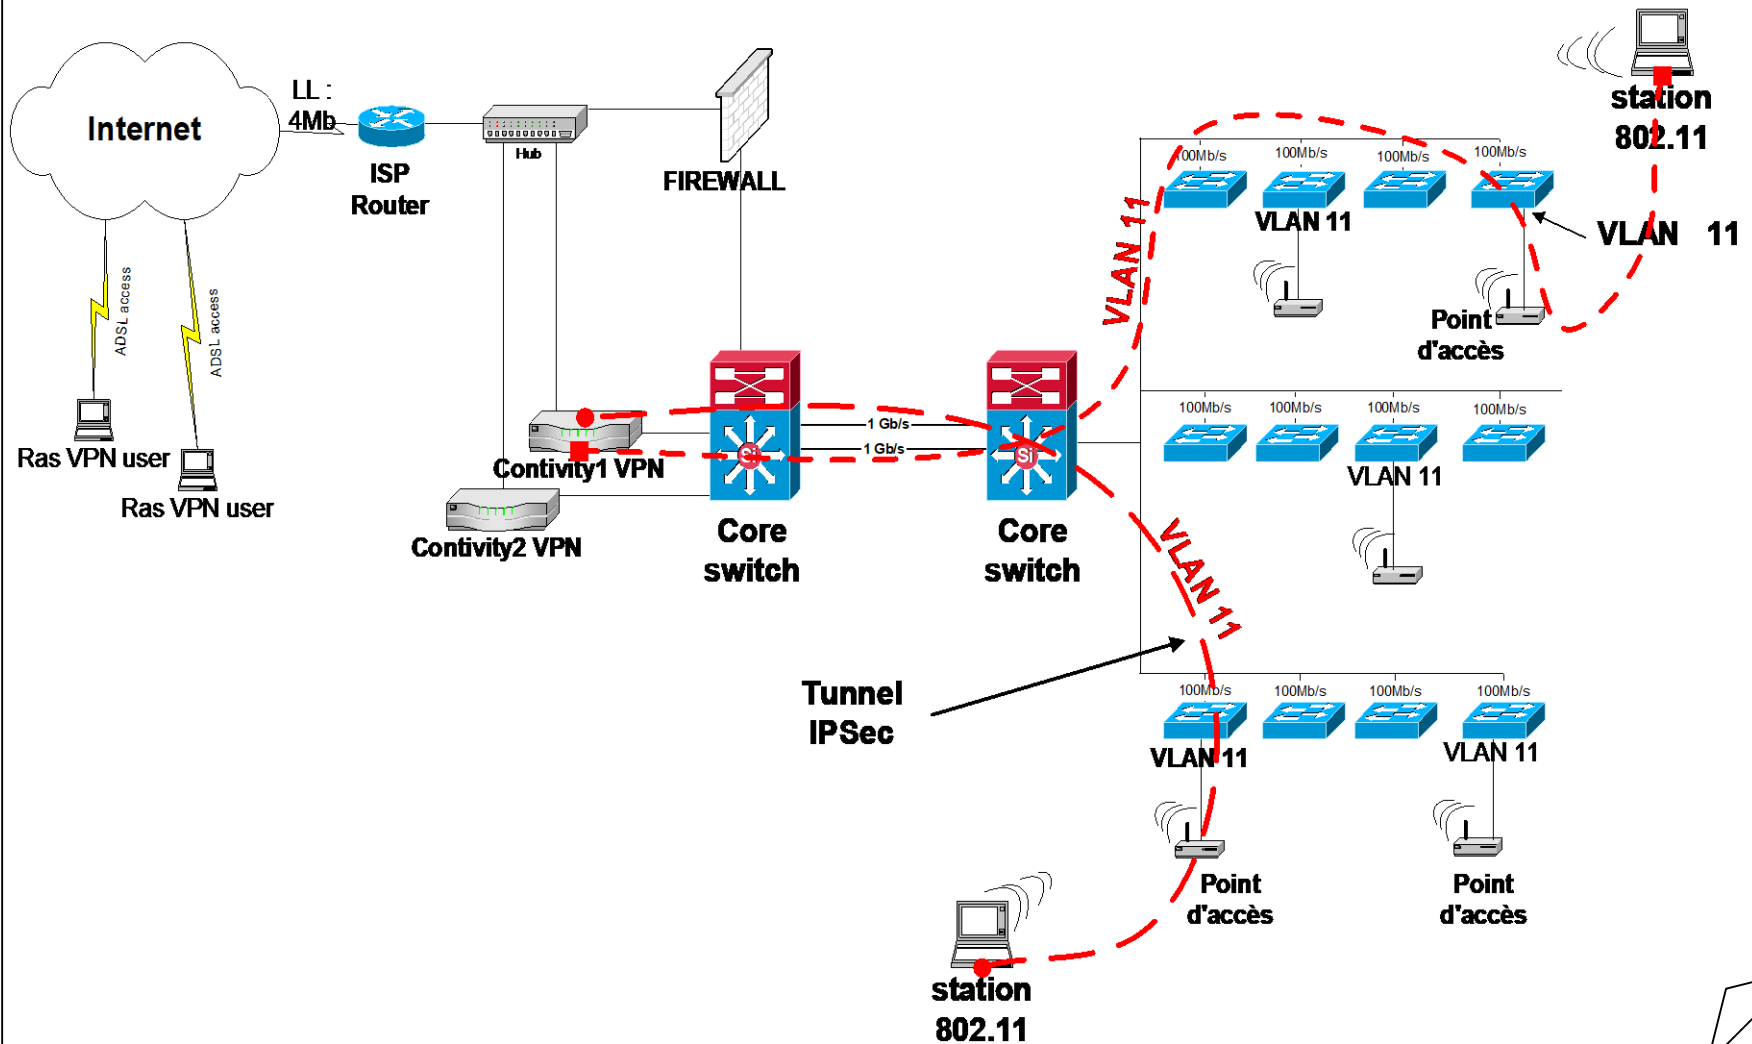 Internet
LL :
4Mb
ISP
Router
Hub
FIREWALL
station
802.11
100Mb/s
100Mb/s
100Mb/s
100Mb/s
VLAN 11
VLAN 11
VLAN 11
Point
d'accès
ADSL access
ADSL access
Ras VPN user
Ras VPN user
Contivity1 VPN
Contivity2 VPN
Si
1 Gb/s
1 Gb/s
Si
Core
switch
Core
switch
100Mb/s
100Mb/s
100Mb/s
100Mb/s
VLAN 11
VLAN 11
Tunnel
IPSec
100Mb/s
100Mb/s
100Mb/s
100Mb/s
VLAN 11
VLAN 11
Point
d'accès
Point
d'accès
station
802.11